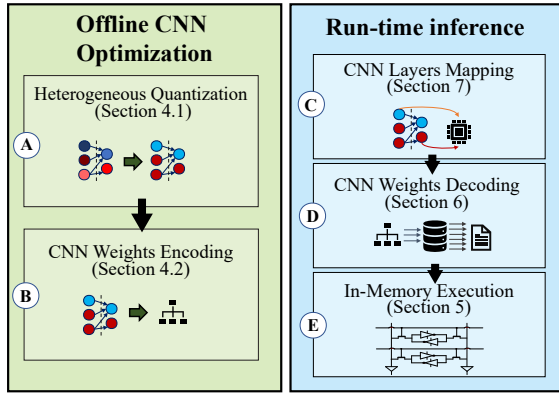 Offline CNN
Optimization
Heterogeneous Quantization
(Section 4.1)
A
CNN Weights Encoding
(Section 4.2)
B
Run-time inference
CNN Layers Mapping
(Section 7)
C
CNN Weights Decoding
(Section 6)
D
In-Memory Execution
(Section 5)
E